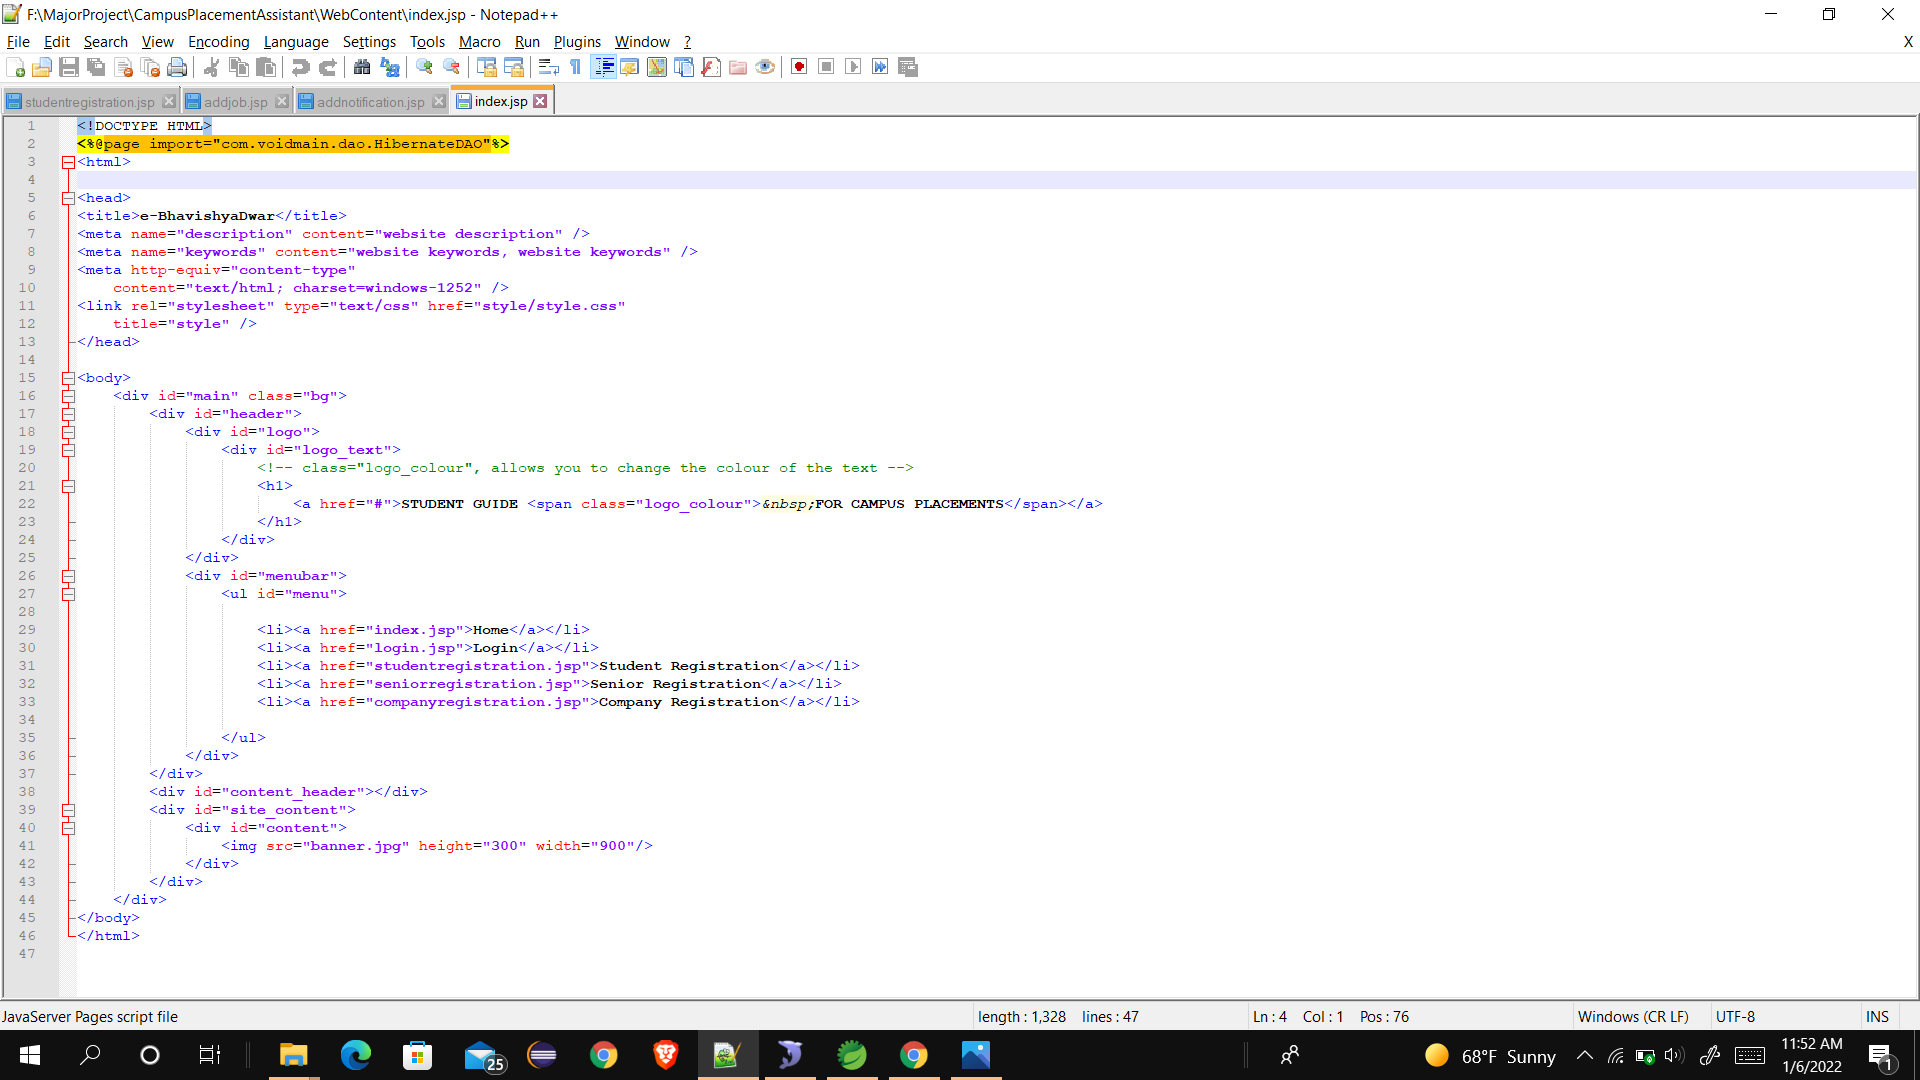 F:\MajorProject\CampusPlacementAssistant\WebContent\index.jsp - Notepad++
File Edit Search View Encoding Language Settings Tools Macro Run Plugins Window ? X
studentregistration.jsp addjob.jsp addnotification.jsp index.jsp
1 <!DOCTYPE HTML>
2 <%@page import="com.voidmain.dao.HibernateDAO"%>
3 <html>
4
5 <head>
6 <title>e-BhavishyaDwar</title>
7 <meta name="description" content="website description" />
8 <meta name="keywords" content="website keywords, website keywords" />
9 <meta http-equiv="content-type"
10 content="text/html; charset=windows-1252" />
11 <link rel="stylesheet" type="text/css" href="style/style.css"
12 title="style" />
13 </head>
14
15 <body>
16 <div id="main" class="bg">
17 <div id="header">
18 <div id="logo">
19 <div id="logo_text">
20 <!-- class="logo_colour", allows you to change the colour of the text -->
21 <h1>
22 <a href="#">STUDENT GUIDE <span class="logo_colour">&nbsp;FOR CAMPUS PLACEMENTS</span></a>
23 </h1>
24 </div>
25 </div>
26 <div id="menubar">
27 <ul id="menu">
28
29 <li><a href="index.jsp">Home</a></li>
30 <li><a href="login.jsp">Login</a></li>
31 <li><a href="studentregistration.jsp">Student Registration</a></li>
32 <li><a href="seniorregistration.jsp">Senior Registration</a></li>
33 <li><a href="companyregistration.jsp">Company Registration</a></li>
34
35 </ul>
36 </div>
37 </div>
38 <div id="content_header"></div>
39 <div id="site_content">
40 <div id="content">
41 <img src="banner.jpg" height="300" width="900"/>
42 </div>
43 </div>
44 </div>
45 </body>
46 </html>
47
JavaServer Pages script file length : 1,328 lines : 47 Ln : 4 Col : 1 Pos : 76 Windows (CR LF) UTF-8 INS
25 68°F Sunny 11:52 AM
1/6/2022 1